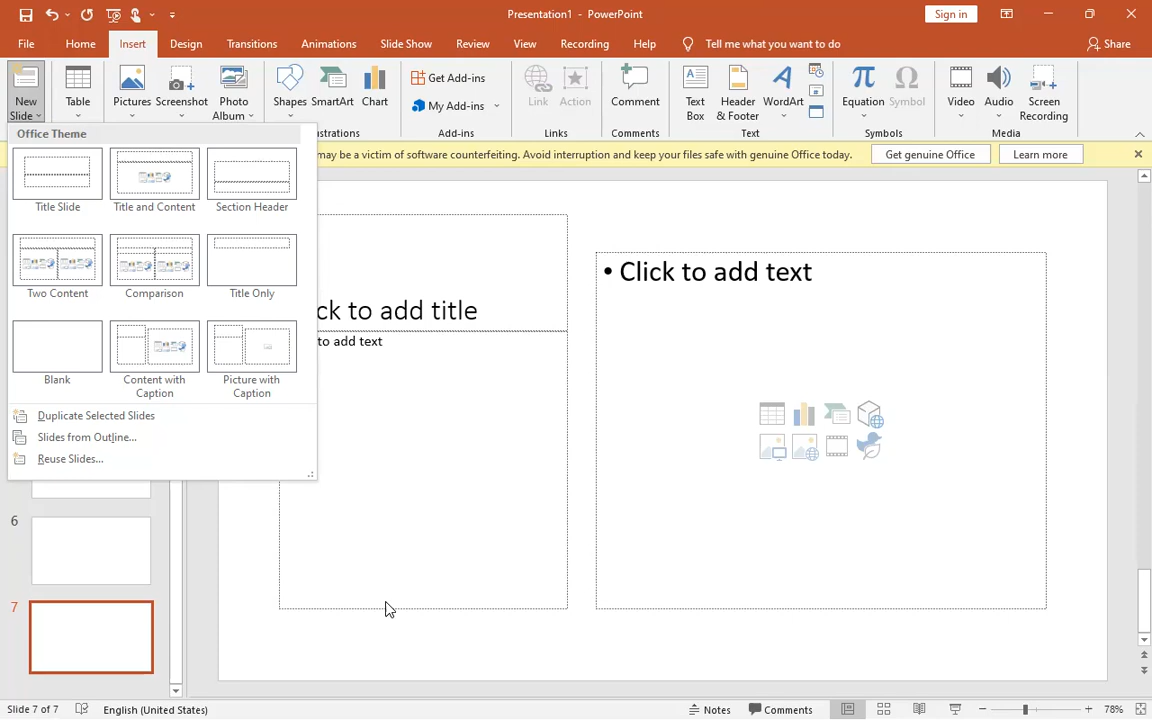 Presentation1 - PowerPoint
Sign in
File Home Insert Design Transitions Animations Slide Show Review View Recording Help Tell me what you want to do Share
New Slide
Table
Pictures
Screenshot
Photo Album
Shapes
SmartArt
Chart
Get Add-ins
My Add-ins
Link
Action
Comment
Text Box
Header & Footer
WordArt
Equation
Symbol
Video
Audio
Screen Recording
trations
Add-ins
Links
Comments
Text
Symbols
Media
may be a victim of software counterfeiting. Avoid interruption and keep your files safe with genuine Office today.
Get genuine Office
Learn more
Office Theme
Title Slide
Title and Content
Section Header
Two Content
Comparison
Title Only
Blank
Content with Caption
Picture with Caption
Duplicate Selected Slides
Slides from Outline...
Reuse Slides...
ck to add title
to add text
• Click to add text
6
7
Slide 7 of 7
English (United States)
Notes
Comments
78%